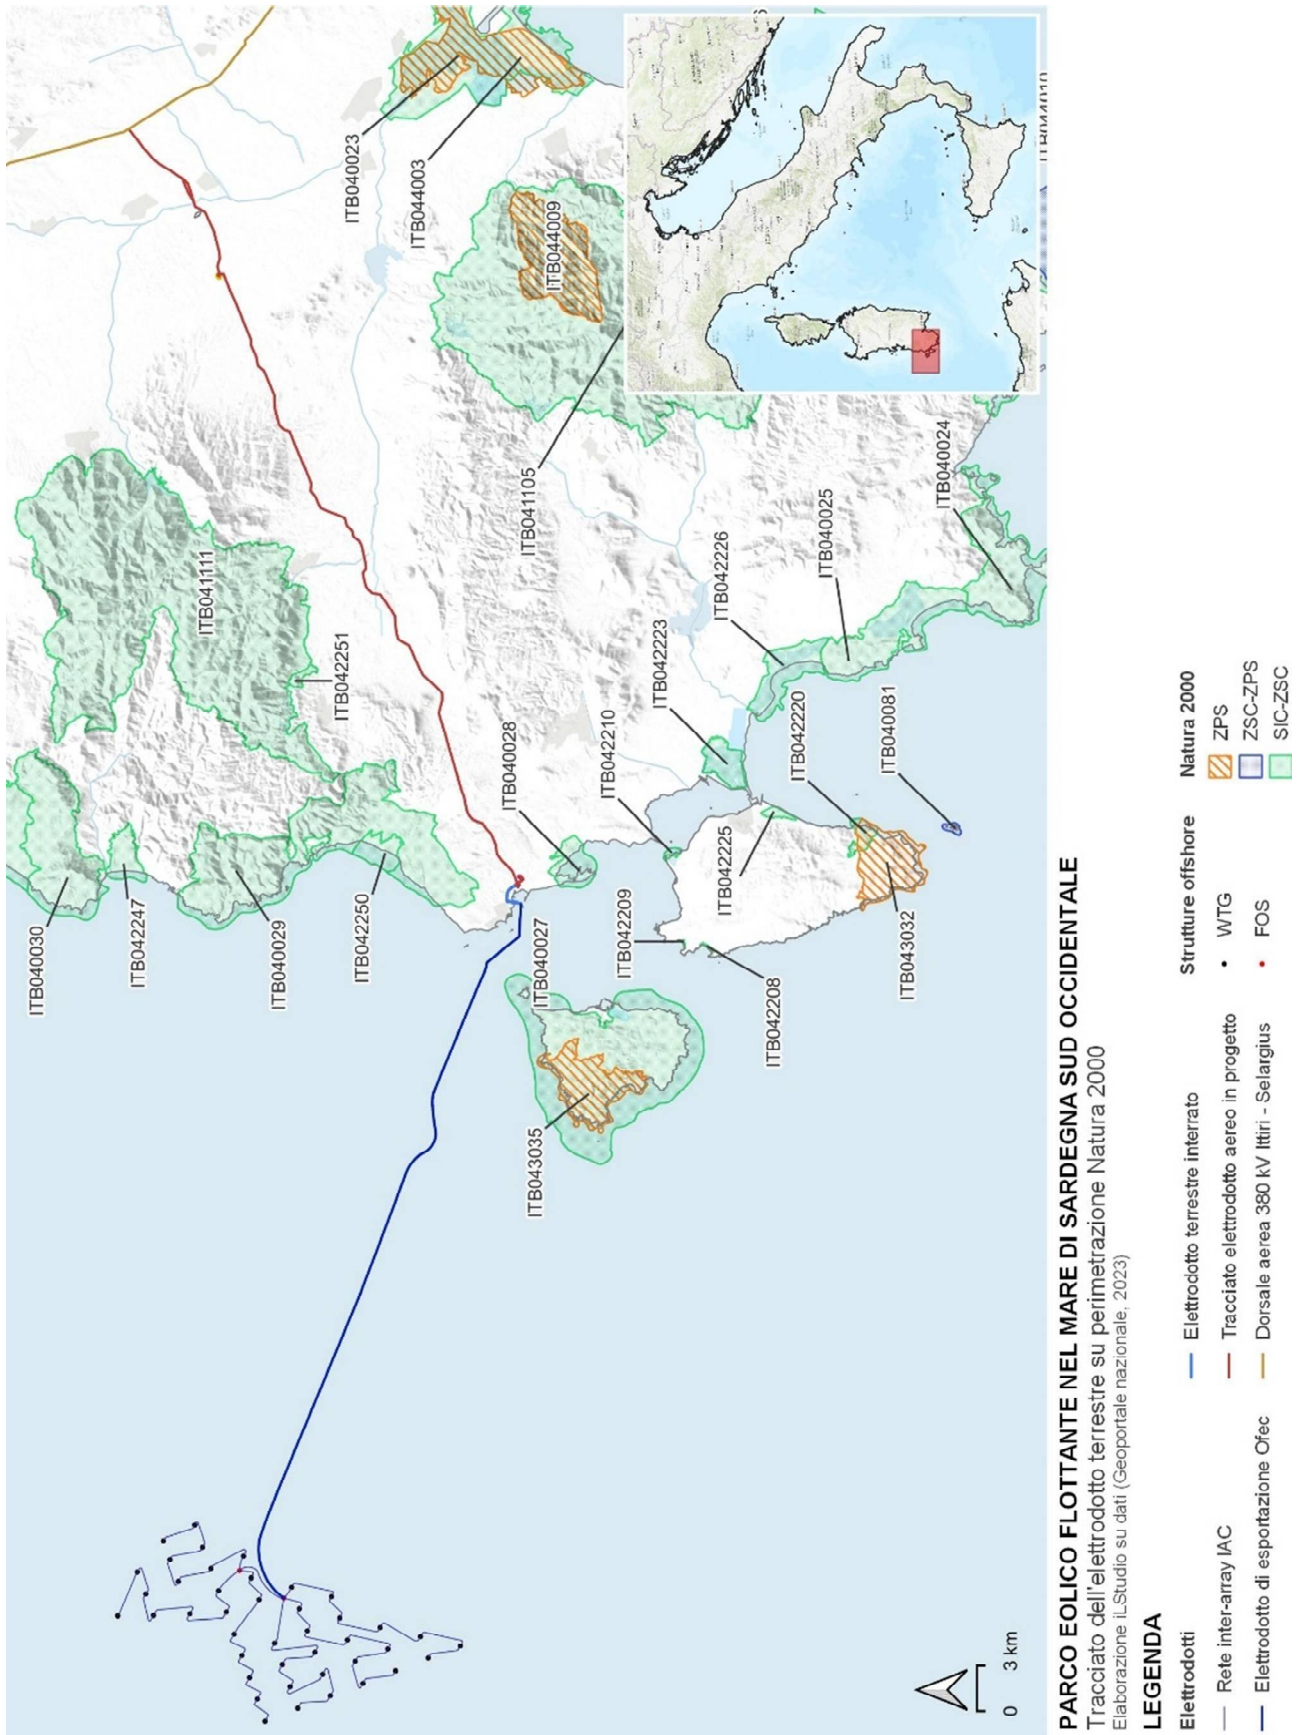 ITB040030
ITB042247
ITB040029
ITB042250
ITB042251
ITB041111
ITB040023
ITB044003
ITB044009
ITB041105
ITB040028
ITB042210
ITB042223
ITB042226
ITB040025
ITB040024
ITB040027
ITB042209
ITB042208
ITB042225
ITB042220
ITB040081
ITB043032
ITB043035
0 3 km
PARCO EOLICO FLOTTANTE NEL MARE DI SARDEGNA SUD OCCIDENTALE
Tracciato dell'elettrodotto terrestre su perimetrazione Natura 2000
Elaborazione iLStudio su dati (Geoportale nazionale, 2023)
LEGENDA
Elettrodotti
Rete inter-array IAC
Elettrodotto di esportazione Ofec
Elettrodotto terrestre interrato
Tracciato elettrodotto aereo in progetto
Dorsale aerea 380 kV Ittiri - Selargius
Strutture offshore
WTG
FOS
Natura 2000
ZPS
ZSC-ZPS
SIC-ZSC